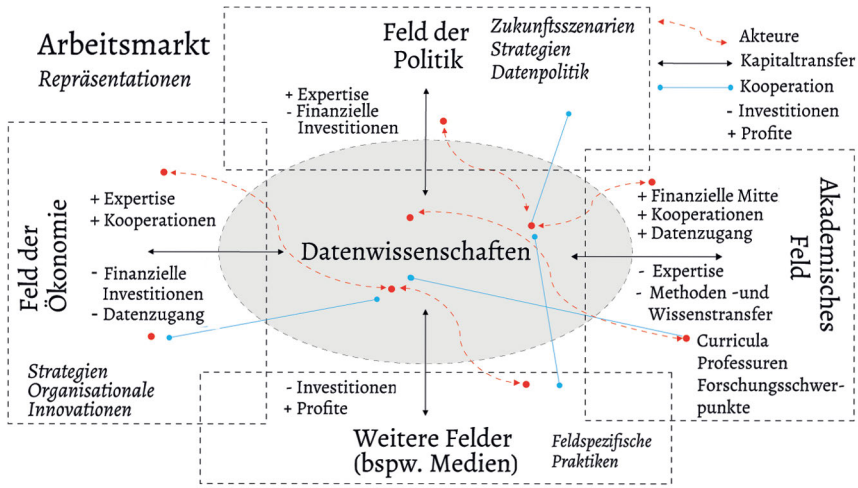 Arbeitsmarkt
Repräsentationen
Feld der
Politik
Zukunftsszenarien
Strategien
Datenpolitik
Akteure
Kapitaltransfer
Kooperation
- Investitionen
+ Profite
+ Expertise
- Finanzielle
Investitionen
Feld der
Ökonomie
+ Expertise
+ Kooperationen
- Finanzielle
Investitionen
- Datenzugang
Strategien
Organisationale
Innovationen
Datenwissenschaften
+ Finanzielle Mitte
+ Kooperationen
+ Datenzugang
- Expertise
- Methoden -und
Wissenstransfer
Curricula
Professuren
Forschungsschwer-
punkte
Akademisches
Feld
- Investitionen
+ Profite
Weitere Felder
(bspw. Medien)
Feldspezifische
Praktiken